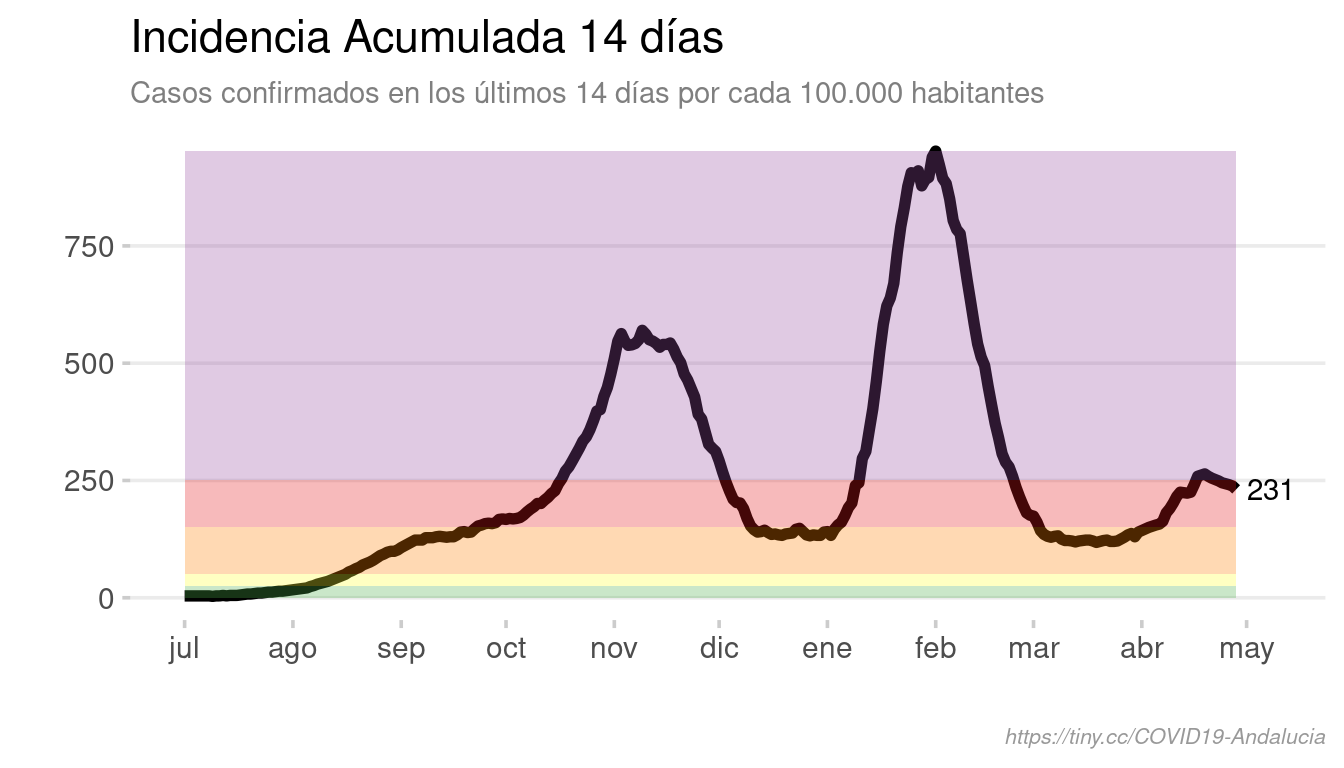 Incidencia Acumulada 14 días
Casos confirmados en los últimos 14 días por cada 100.000 habitantes
750
500
250
231
0
jul ago sep oct nov dic ene feb mar abr may
https://tiny.cc/COVID19-Andalucia